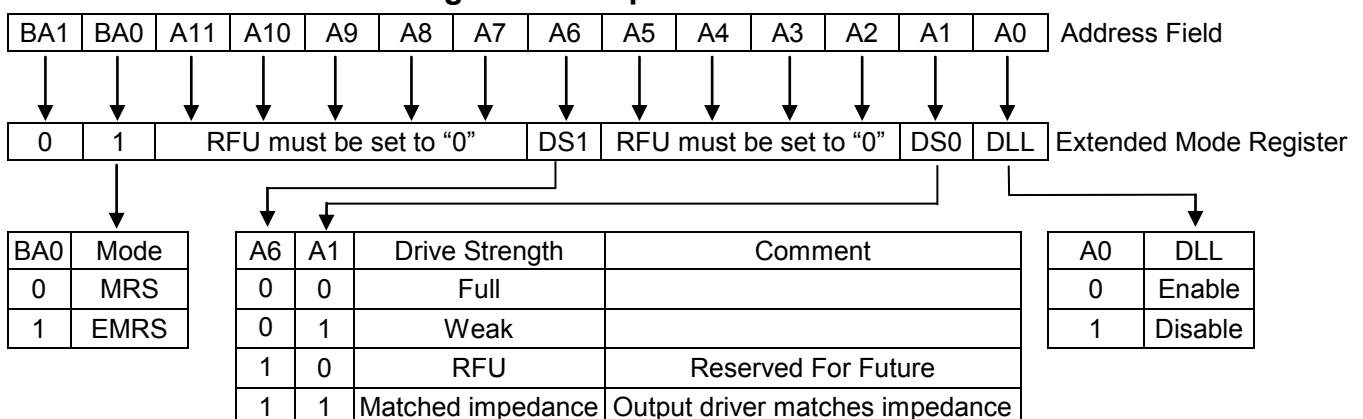 BA1 BA0 A11 A10 A9 A8 A7 A6 A5 A4 A3 A2 A1 A0 Address Field
0 1 RFU must be set to “0” DS1 RFU must be set to “0” DS0 DLL Extended Mode Register
BA0 Mode
0 MRS
1 EMRS
A6 A1 Drive Strength Comment
0 0 Full
0 1 Weak
1 0 RFU Reserved For Future
1 1 Matched impedance Output driver matches impedance
A0 DLL
0 Enable
1 Disable